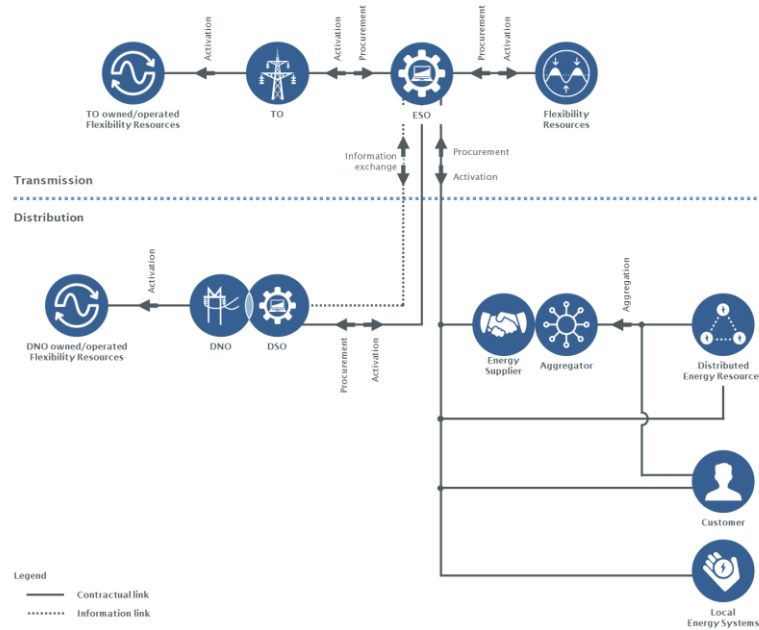 Activation
Activation
Procurement
Procurement
Activation
TO owned/operated
Flexibility Resources
TO
ESO
Flexibility
Resources
Information
exchange
Procurement
Activation
Transmission
Distribution
Activation
Aggregation
DNO owned/operated
Flexibility Resources
DNO
DSO
Procurement
Activation
Energy
Supplier
Aggregator
Distributed
Energy Resource
Customer
Legend
Contractual link
Information link
Local
Energy Systems